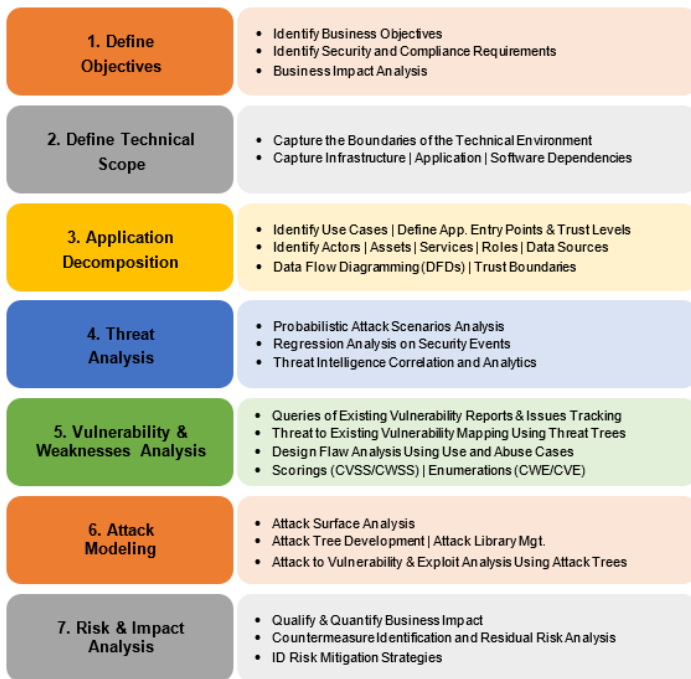 1. Define
Objectives
• Identify Business Objectives
• Identify Security and Compliance Requirements
• Business Impact Analysis
2. Define Technical
Scope
• Capture the Boundaries of the Technical Environment
• Capture Infrastructure | Application | Software Dependencies
3. Application
Decomposition
• Identify Use Cases | Define App. Entry Points & Trust Levels
• Identify Actors | Assets | Services | Roles | Data Sources
• Data Flow Diagramming (DFDs) | Trust Boundaries
4. Threat
Analysis
• Probabilistic Attack Scenarios Analysis
• Regression Analysis on Security Events
• Threat Intelligence Correlation and Analytics
5. Vulnerability &
Weaknesses Analysis
• Queries of Existing Vulnerability Reports & Issues Tracking
• Threat to Existing Vulnerability Mapping Using Threat Trees
• Design Flaw Analysis Using Use and Abuse Cases
• Scorings (CVSS/CWSS) | Enumerations (CWE/CVE)
6. Attack
Modeling
• Attack Surface Analysis
• Attack Tree Development | Attack Library Mgt.
• Attack to Vulnerability & Exploit Analysis Using Attack Trees
7. Risk & Impact
Analysis
• Qualify & Quantify Business Impact
• Countermeasure Identification and Residual Risk Analysis
• ID Risk Mitigation Strategies